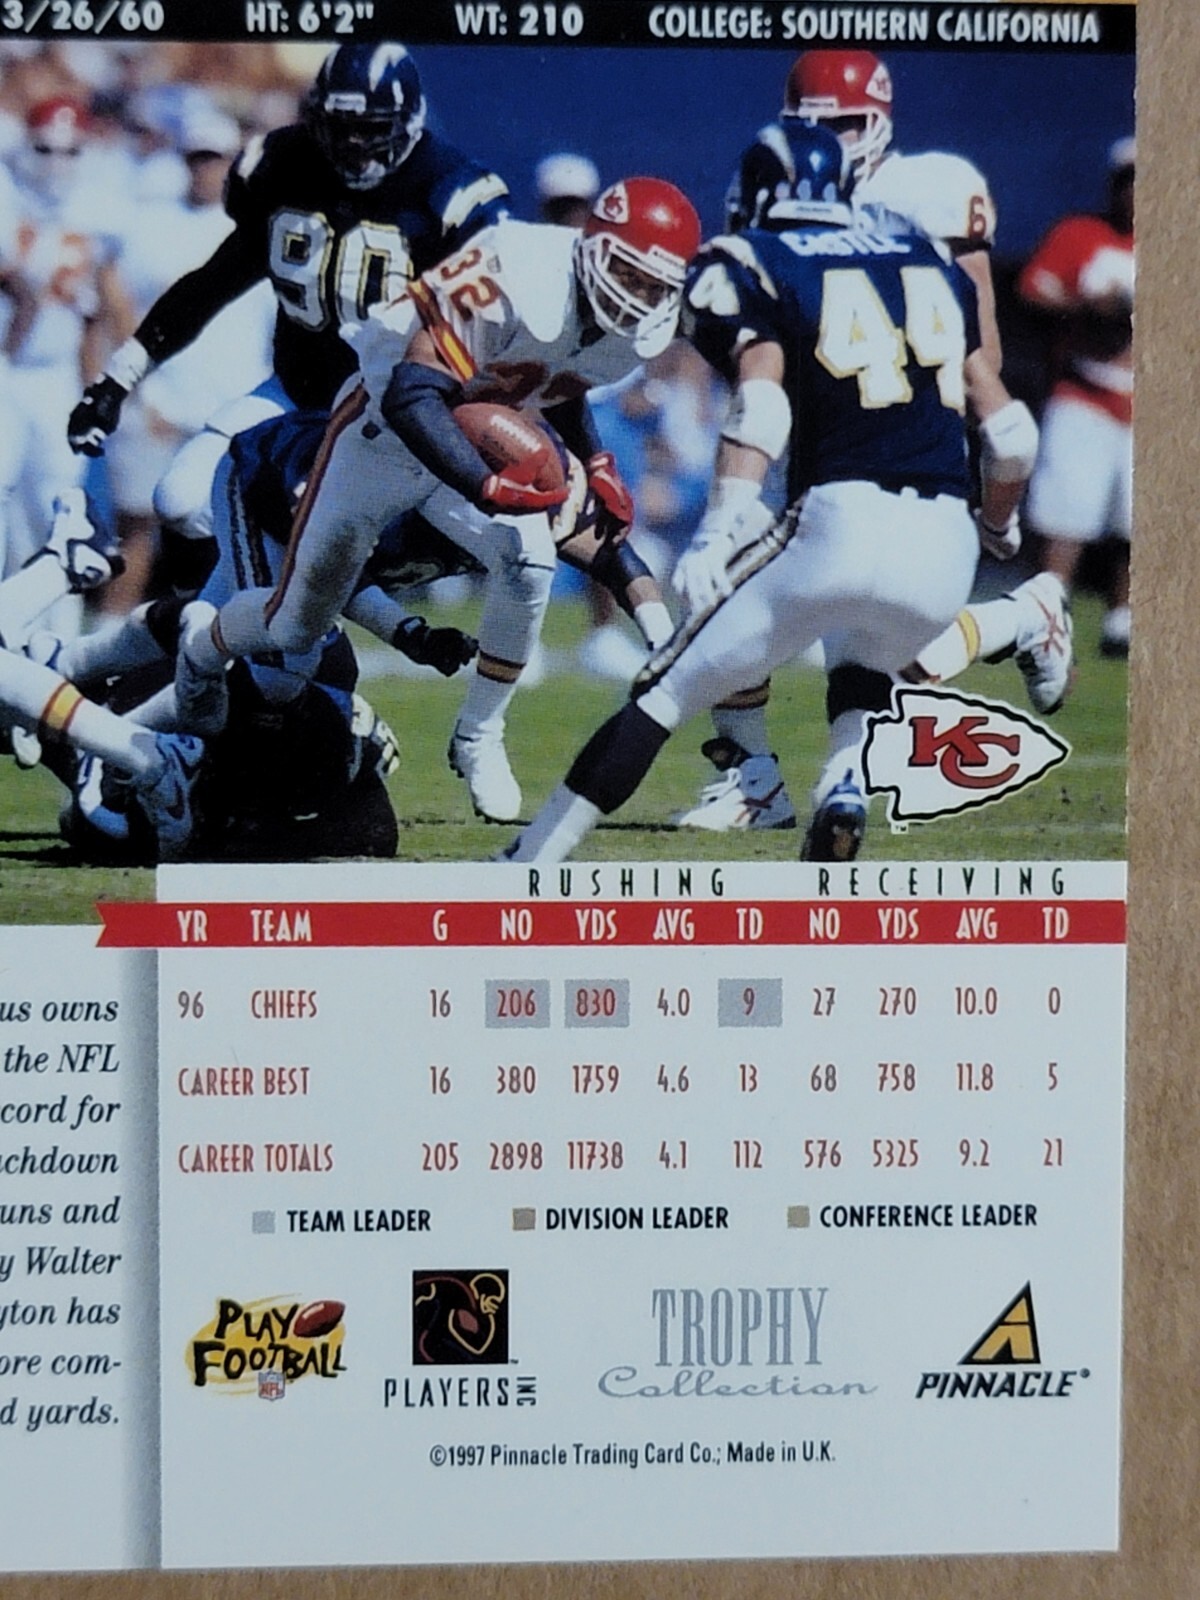 3/26/60 HT: 6'2" WT: 210 COLLEGE: SOUTHERN CALIFORNIA
90
32
44
6
KC
TM
RUSHING RECEIVING
YR TEAM G NO YDS AVG TD NO YDS AVG TD
96 CHIEFS 16 206 830 4.0 9 27 270 10.0 0
CAREER BEST 16 380 1759 4.6 13 68 758 11.8 5
CAREER TOTALS 205 2898 11738 4.1 112 576 5325 9.2 21
TEAM LEADER DIVISION LEADER CONFERENCE LEADER
us owns
the NFL
cord for
chdown
uns and
y Walter
yton has
ore com-
d yards.
PLAY
FOOTBALL
NFL
PLAYERS INC
TROPHY
Collection
PINNACLE®
©1997 Pinnacle Trading Card Co.; Made in U.K.